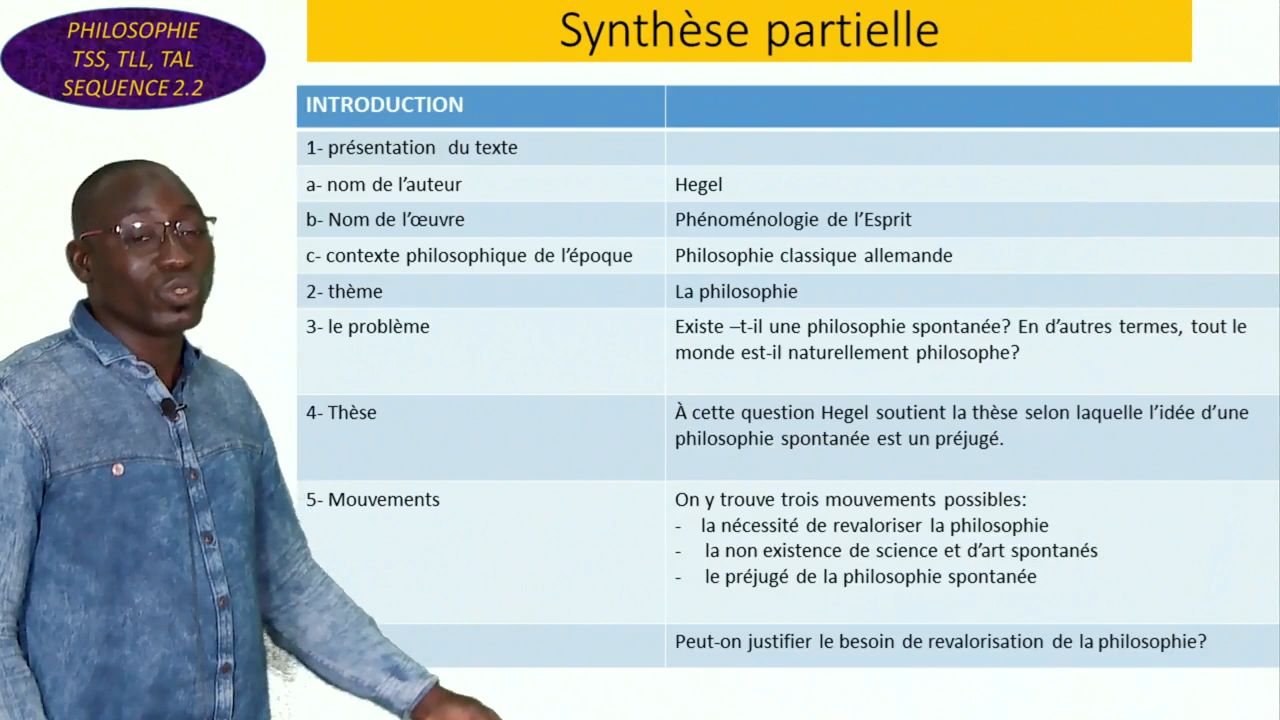 PHILOSOPHIE
TSS, TLL, TAL
SEQUENCE 2.2
Synthèse partielle
INTRODUCTION
1- présentation du texte
a- nom de l'auteur
Hegel
b- Nom de l'œuvre
Phénoménologie de l'Esprit
c- contexte philosophique de l'époque
Philosophie classique allemande
2- thème
La philosophie
3- le problème
Existe –t-il une philosophie spontanée? En d'autres termes, tout le
monde est-il naturellement philosophe?
4- Thèse
À cette question Hegel soutient la thèse selon laquelle l'idée d'une
philosophie spontanée est un préjugé.
5- Mouvements
On y trouve trois mouvements possibles:
- la nécessité de revaloriser la philosophie
- la non existence de science et d'art spontanés
- le préjugé de la philosophie spontanée
Peut-on justifier le besoin de revalorisation de la philosophie?